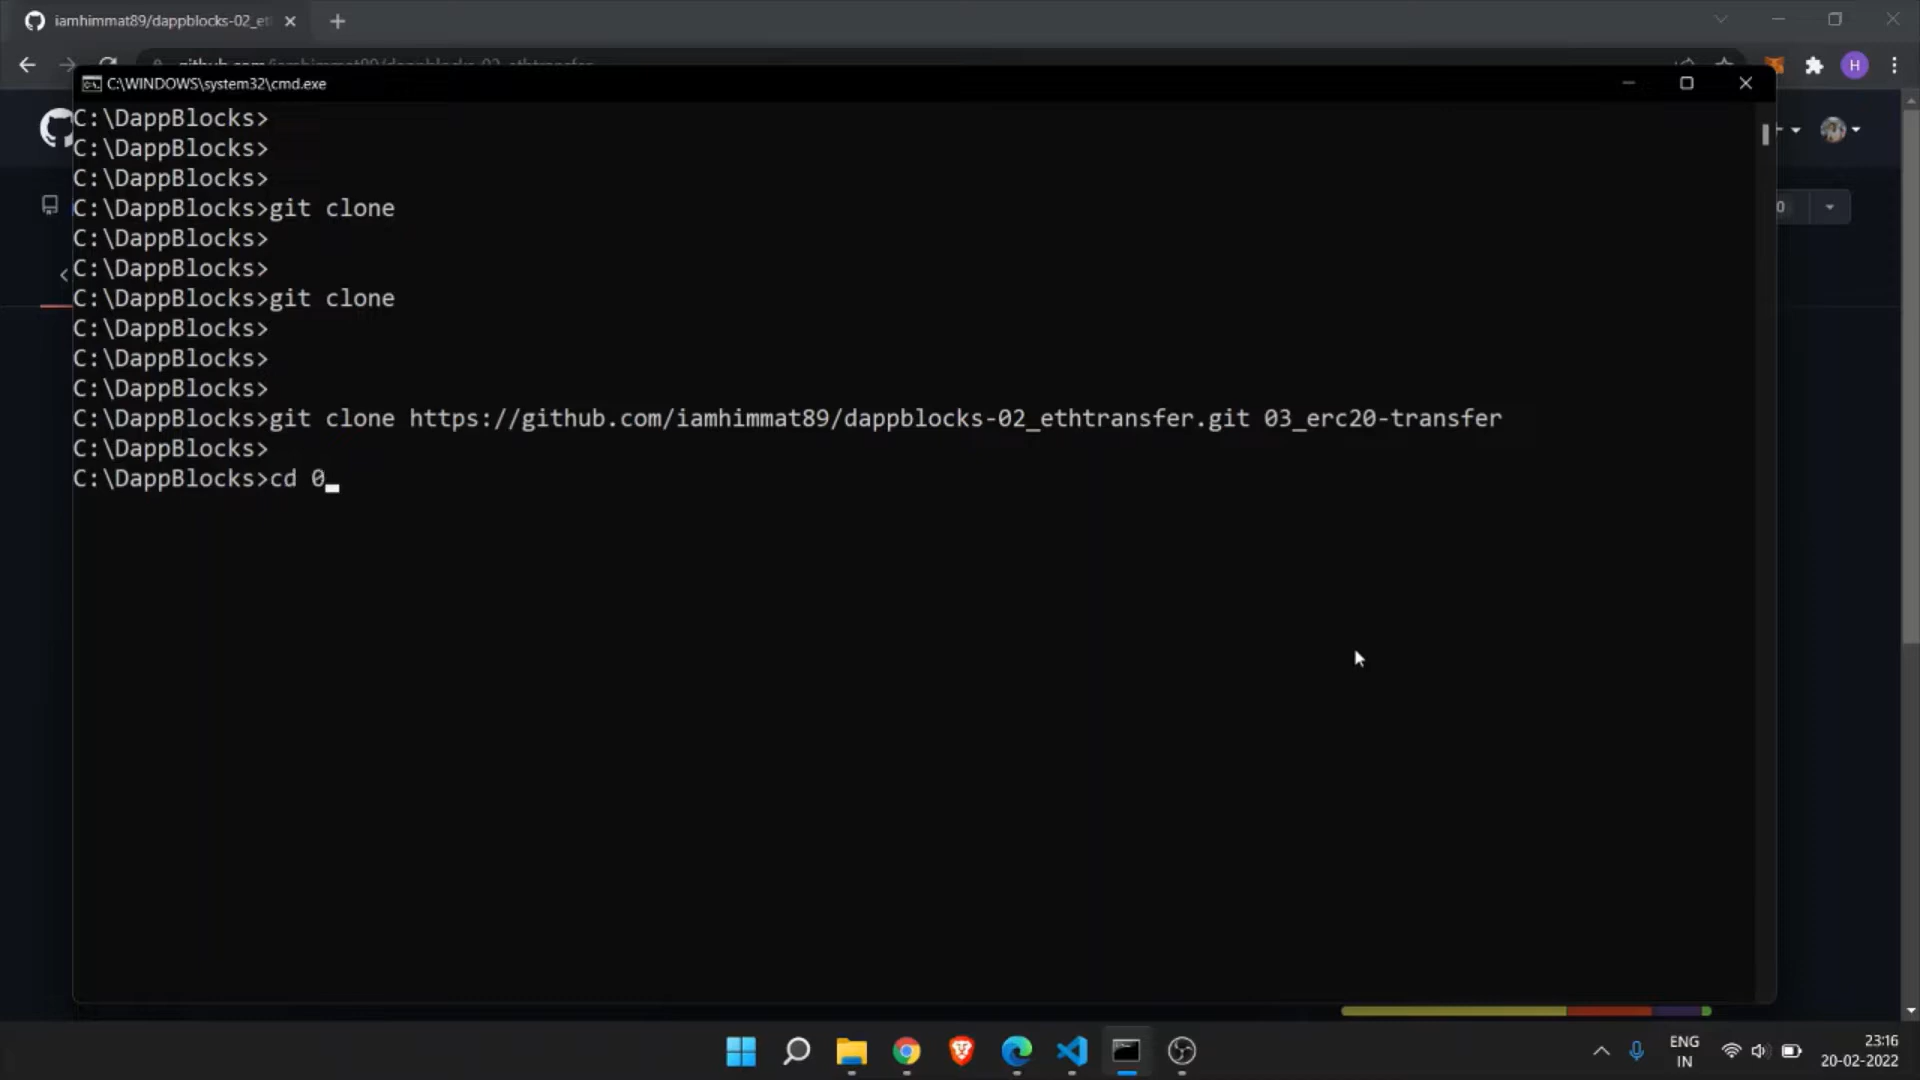 iamhimmat89/dappblocks-02_et
C:\WINDOWS\system32\cmd.exe
H
C:\DappBlocks>
C:\DappBlocks>
C:\DappBlocks>
C:\DappBlocks>git clone
0
C:\DappBlocks>
C:\DappBlocks>
C:\DappBlocks>git clone
C:\DappBlocks>
C:\DappBlocks>
C:\DappBlocks>
C:\DappBlocks>git clone https://github.com/iamhimmat89/dappblocks-02_ethtransfer.git 03_erc20-transfer
C:\DappBlocks>
C:\DappBlocks>cd 0_
ENG
IN
23:16
20-02-2022